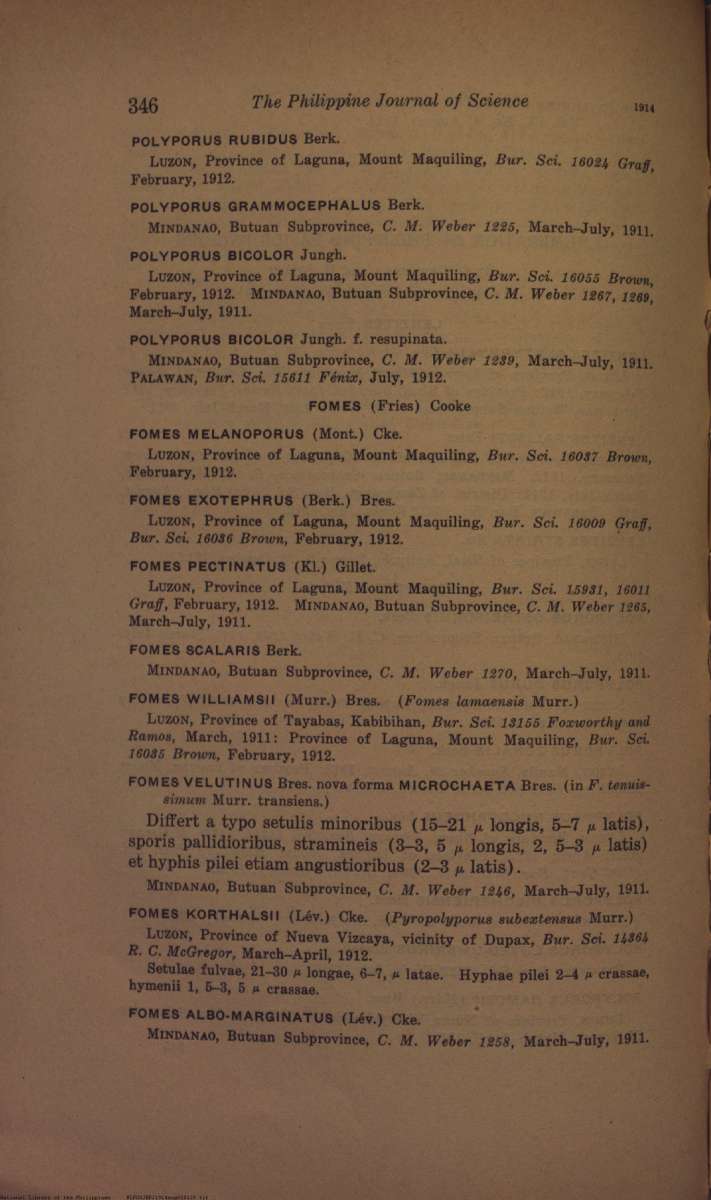 346
The Philippine Journal of Science
1914
POLYPORUS RUBIDUS Berk.
LUZON, Province of Laguna, Mount Maquiling, Bur. Sci. 16024 Graff,
February, 1912.
POLYPORUS GRAMMOCEPHALUS Berk.
MINDANAO, Butuan Subprovince, C. M. Weber 1225, March–July, 1911.
POLYPORUS BICOLOR Jungh.
LUZON, Province of Laguna, Mount Maquiling, Bur. Sci. 16055 Brown,
February, 1912. MINDANAO, Butuan Subprovince, C. M. Weber 1267, 1269,
March–July, 1911.
POLYPORUS BICOLOR Jungh. f. resupinata.
MINDANAO, Butuan Subprovince, C. M. Weber 1239, March–July, 1911.
PALAWAN, Bur. Sci. 15611 Fénix, July, 1912.
FOMES (Fries) Cooke
FOMES MELANOPORUS (Mont.) Cke.
LUZON, Province of Laguna, Mount Maquiling, Bur. Sci. 16037 Brown,
February, 1912.
FOMES EXOTEPHRUS (Berk.) Bres.
LUZON, Province of Laguna, Mount Maquiling, Bur. Sci. 16009 Graff,
Bur. Sci. 16036 Brown, February, 1912.
FOMES PECTINATUS (Kl.) Gillet.
LUZON, Province of Laguna, Mount Maquiling, Bur. Sci. 15931, 16011
Graff, February, 1912. MINDANAO, Butuan Subprovince, C. M. Weber 1265,
March–July, 1911.
FOMES SCALARIS Berk.
MINDANAO, Butuan Subprovince, C. M. Weber 1270, March–July, 1911.
FOMES WILLIAMSII (Murr.) Bres. (Fomes lamaensis Murr.)
LUZON, Province of Tayabas, Kabibihan, Bur. Sci. 13155 Foxworthy and
Ramos, March, 1911: Province of Laguna, Mount Maquiling, Bur. Sci.
16035 Brown, February, 1912.
FOMES VELUTINUS Bres. nova forma MICROCHAETA Bres. (in F. tenuis-
simum Murr. transiens.)
Differt a typo setulis minoribus (15–21 μ longis, 5–7 μ latis),
sporis pallidioribus, stramineis (3–3, 5 μ longis, 2, 5–3 μ latis)
et hyphis pilei etiam angustioribus (2–3 μ latis).
MINDANAO, Butuan Subprovince, C. M. Weber 1246, March–July, 1911.
FOMES KORTHALSII (Lév.) Cke. (Pyropolyporus subextensus Murr.)
LUZON, Province of Nueva Vizcaya, vicinity of Dupax, Bur. Sci. 14364
R. C. McGregor, March–April, 1912.
Setulae fulvae, 21–30 μ longae, 6–7, μ latae. Hyphae pilei 2–4 μ crassae,
hymenii 1, 5–3, 5 μ crassae.
FOMES ALBO-MARGINATUS (Lév.) Cke.
MINDANAO, Butuan Subprovince, C. M. Weber 1258, March–July, 1911.
National Library of the Philippines